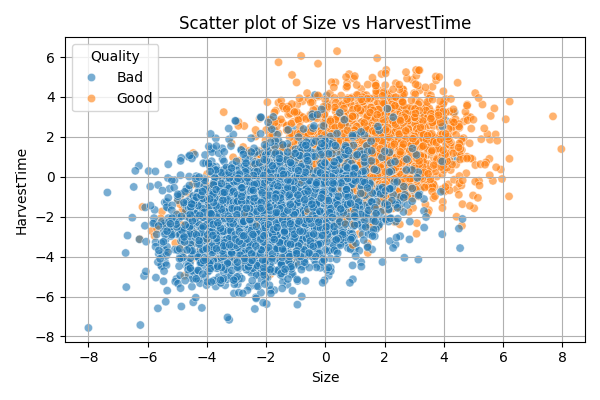 Scatter plot of Size vs HarvestTime
Quality
Bad
Good
HarvestTime
6
4
2
0
−2
−4
−6
−8
−8 −6 −4 −2 0 2 4 6 8
Size